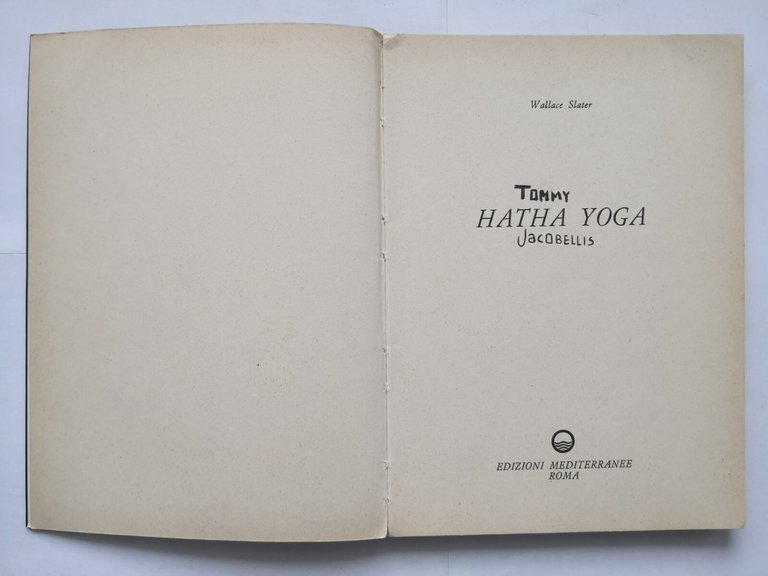 Wallace Slater
TOMMY
HATHA YOGA
JacOBELLIS
EDIZIONI MEDITERRANEE
ROMA